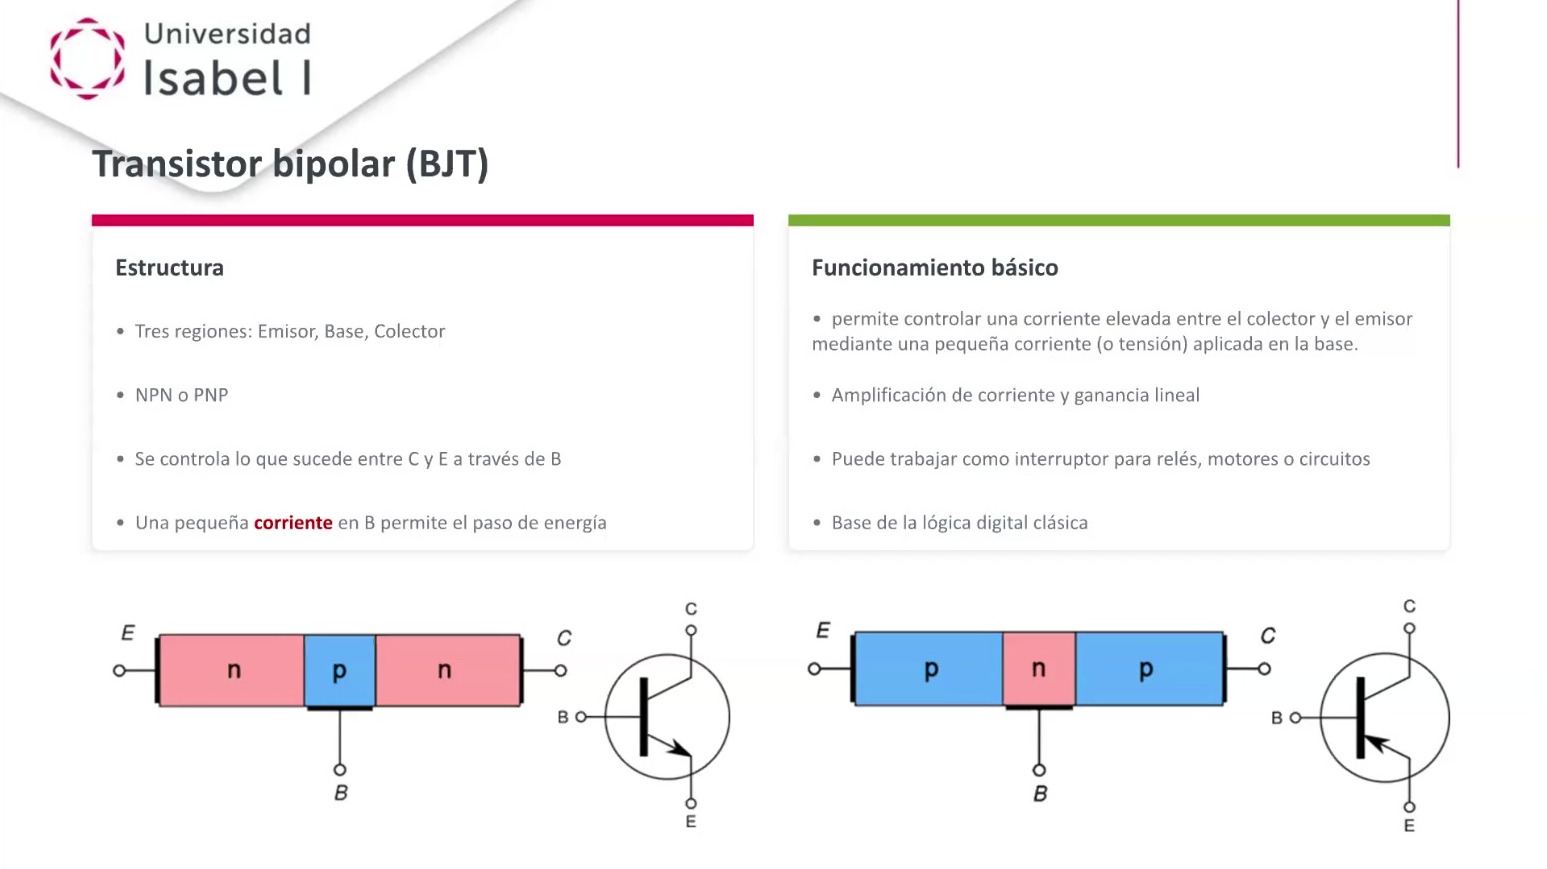 Universidad
Isabel I
Transistor bipolar (BJT)
Estructura
• Tres regiones: Emisor, Base, Colector
• NPN o PNP
• Se controla lo que sucede entre C y E a través de B
• Una pequeña corriente en B permite el paso de energía
Funcionamiento básico
• permite controlar una corriente elevada entre el colector y el emisor
mediante una pequeña corriente (o tensión) aplicada en la base.
• Amplificación de corriente y ganancia lineal
• Puede trabajar como interruptor para relés, motores o circuitos
• Base de la lógica digital clásica
E
n
p
n
C
B
C
B
E
E
p
n
p
C
B
C
B
E